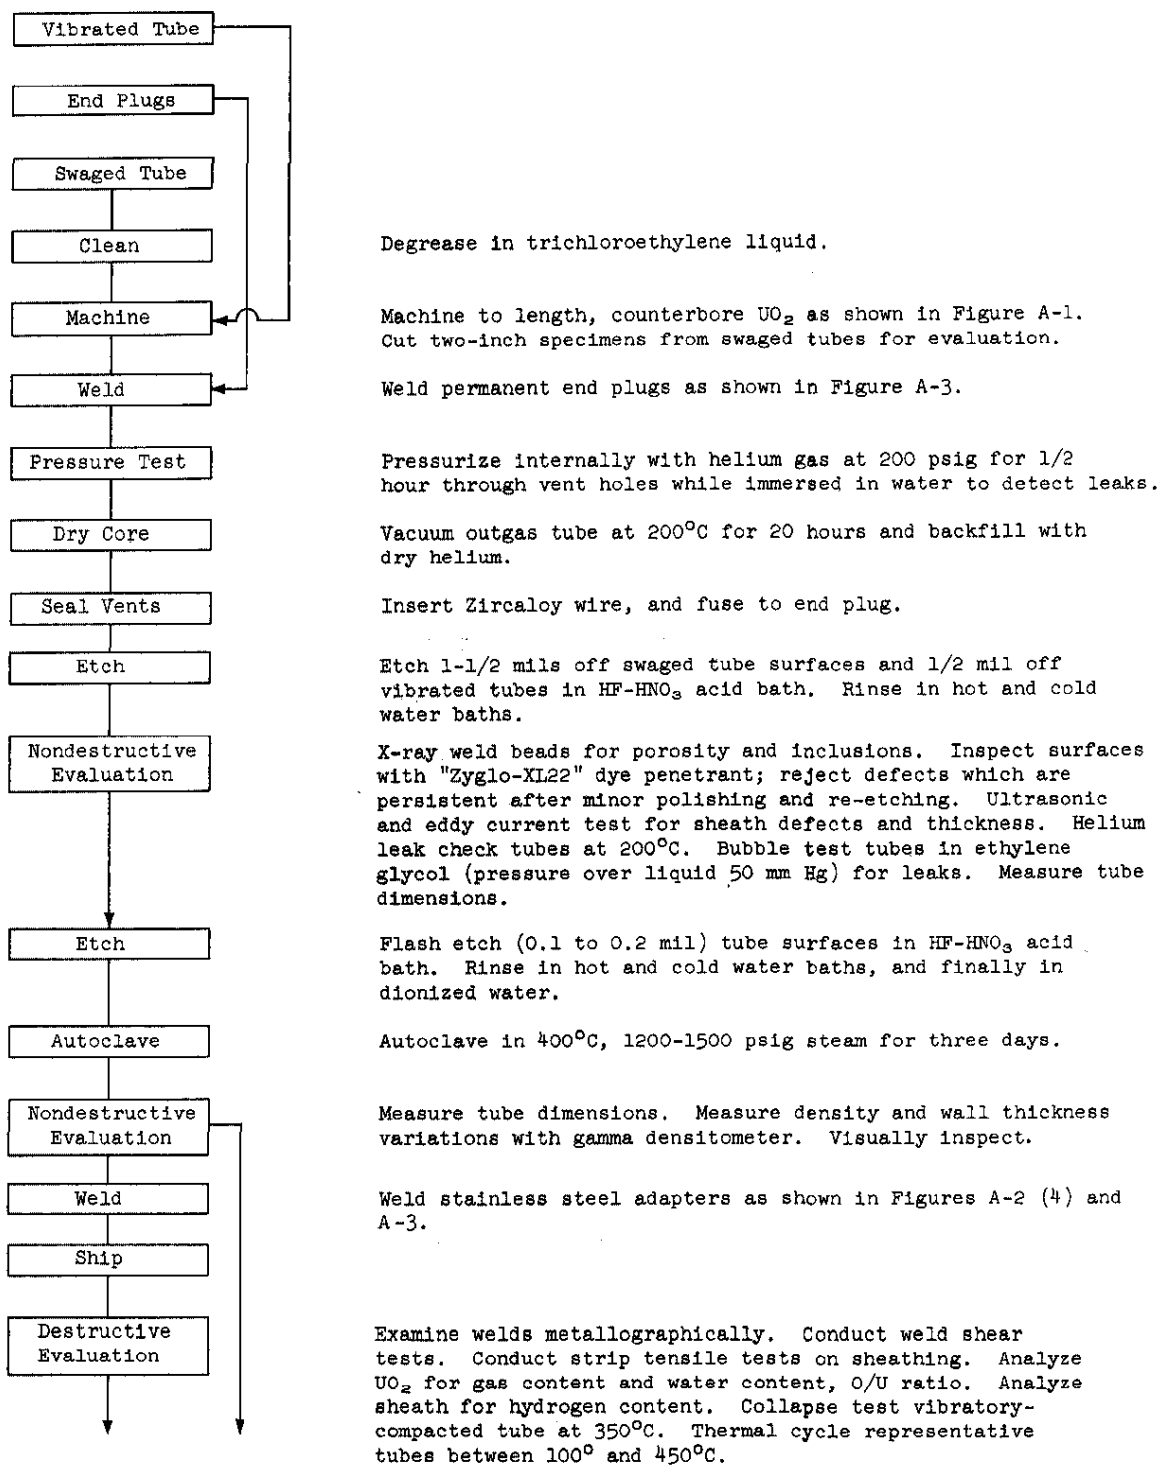 Vibrated Tube
End Plugs
Swaged Tube
Clean
Degrease in trichloroethylene liquid.
Machine
Machine to length, counterbore UO₂ as shown in Figure A-1.
Cut two-inch specimens from swaged tubes for evaluation.
Weld
Weld permanent end plugs as shown in Figure A-3.
Pressure Test
Pressurize internally with helium gas at 200 psig for 1/2
hour through vent holes while immersed in water to detect leaks.
Dry Core
Vacuum outgas tube at 200°C for 20 hours and backfill with
dry helium.
Seal Vents
Insert Zircaloy wire, and fuse to end plug.
Etch
Etch 1-1/2 mils off swaged tube surfaces and 1/2 mil off
vibrated tubes in HF-HNO₃ acid bath. Rinse in hot and cold
water baths.
Nondestructive
Evaluation
X-ray weld beads for porosity and inclusions. Inspect surfaces
with "Zyglo-XL22" dye penetrant; reject defects which are
persistent after minor polishing and re-etching. Ultrasonic
and eddy current test for sheath defects and thickness. Helium
leak check tubes at 200°C. Bubble test tubes in ethylene
glycol (pressure over liquid 50 mm Hg) for leaks. Measure tube
dimensions.
Etch
Flash etch (0.1 to 0.2 mil) tube surfaces in HF-HNO₃ acid
bath. Rinse in hot and cold water baths, and finally in
dionized water.
Autoclave
Autoclave in 400°C, 1200-1500 psig steam for three days.
Nondestructive
Evaluation
Measure tube dimensions. Measure density and wall thickness
variations with gamma densitometer. Visually inspect.
Weld
Weld stainless steel adapters as shown in Figures A-2 (4) and
A-3.
Ship
Destructive
Evaluation
Examine welds metallographically. Conduct weld shear
tests. Conduct strip tensile tests on sheathing. Analyze
UO₂ for gas content and water content, O/U ratio. Analyze
sheath for hydrogen content. Collapse test vibratory-
compacted tube at 350°C. Thermal cycle representative
tubes between 100° and 450°C.